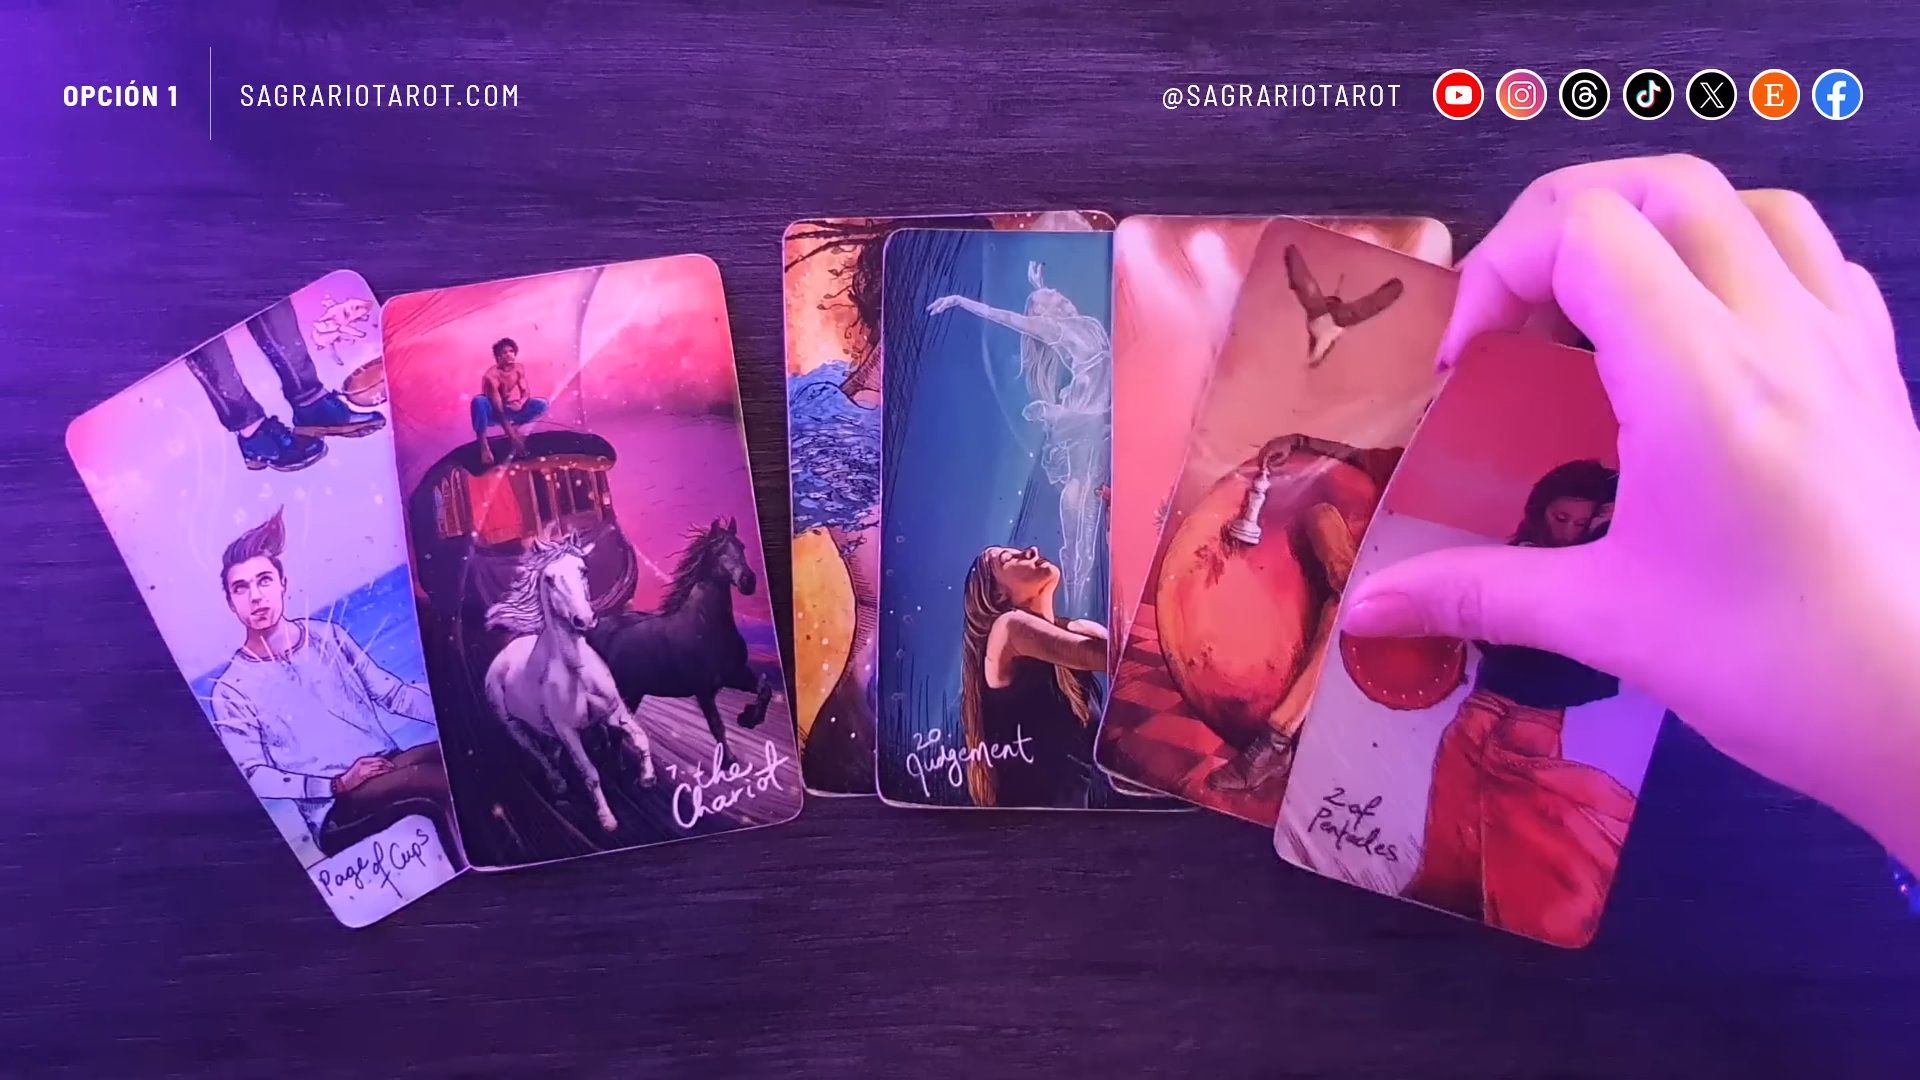 OPCIÓN 1
SAGRARIOTAROT.COM
@SAGRARIOTAROT
E
Page of Cups
7. the
Chariot
20
Judgement
2 of
Pentacles